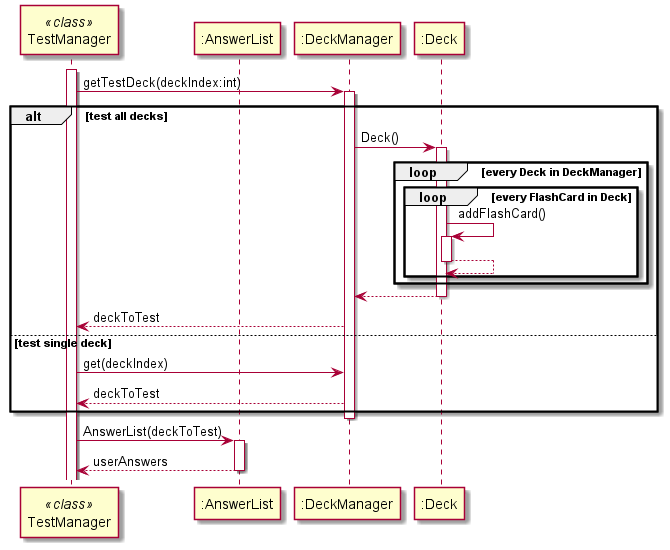 «class»
TestManager
:AnswerList
:DeckManager
:Deck
getTestDeck(deckIndex:int)
alt
[test all decks]
Deck()
loop
[every Deck in DeckManager]
loop
[every FlashCard in Deck]
addFlashCard()
deckToTest
[test single deck]
get(deckIndex)
deckToTest
AnswerList(deckToTest)
userAnswers
«class»
TestManager
:AnswerList
:DeckManager
:Deck